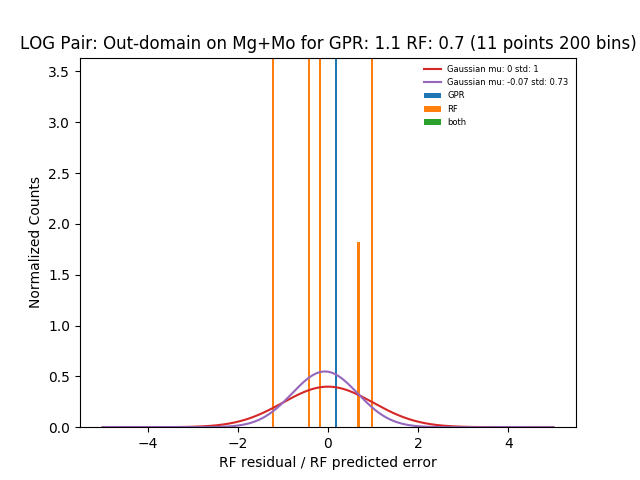 LOG Pair: Out-domain on Mg+Mo for GPR: 1.1 RF: 0.7 (11 points 200 bins)
Gaussian mu: 0 std: 1
Gaussian mu: -0.07 std: 0.73
GPR
RF
both
Normalized Counts
3.5
3.0
2.5
2.0
1.5
1.0
0.5
0.0
−4 −2 0 2 4
RF residual / RF predicted error